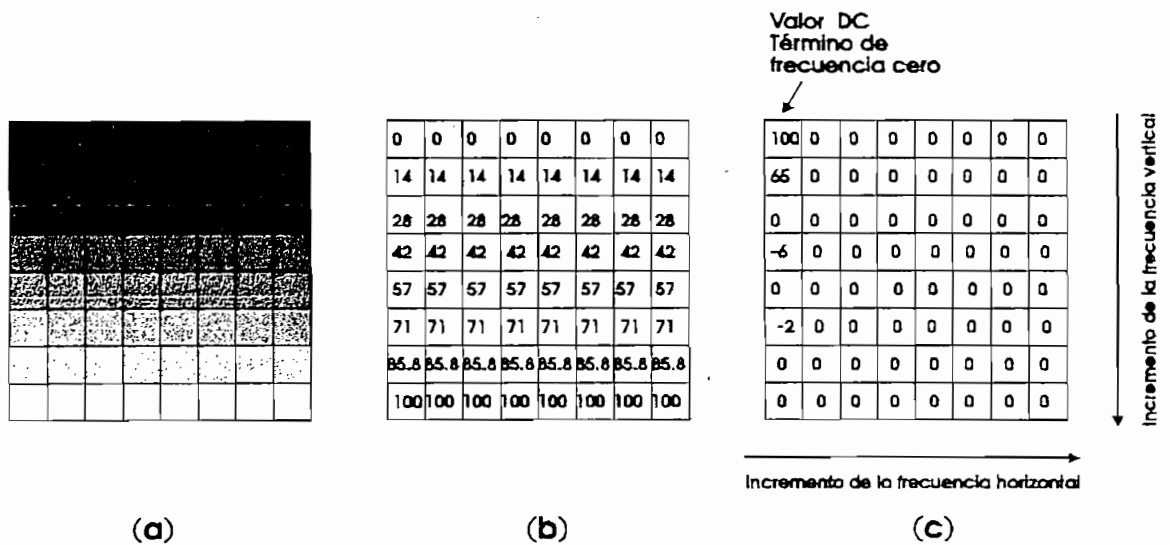 Valor DC
Término de
frecuencia cero
0 0 0 0 0 0 0 0
14 14 14 14 14 14 14 14
28 28 28 28 28 28 28 28
42 42 42 42 42 42 42 42
57 57 57 57 57 57 57 57
71 71 71 71 71 71 71 71
85.8 85.8 85.8 85.8 85.8 85.8 85.8 85.8
100 100 100 100 100 100 100 100
100 0 0 0 0 0 0 0
65 0 0 0 0 0 0 0
0 0 0 0 0 0 0 0
-6 0 0 0 0 0 0 0
0 0 0 0 0 0 0 0
-2 0 0 0 0 0 0 0
0 0 0 0 0 0 0 0
0 0 0 0 0 0 0 0
Incremento de la frecuencia vertical
Incremento de la frecuencia horizontal
(a)
(b)
(c)